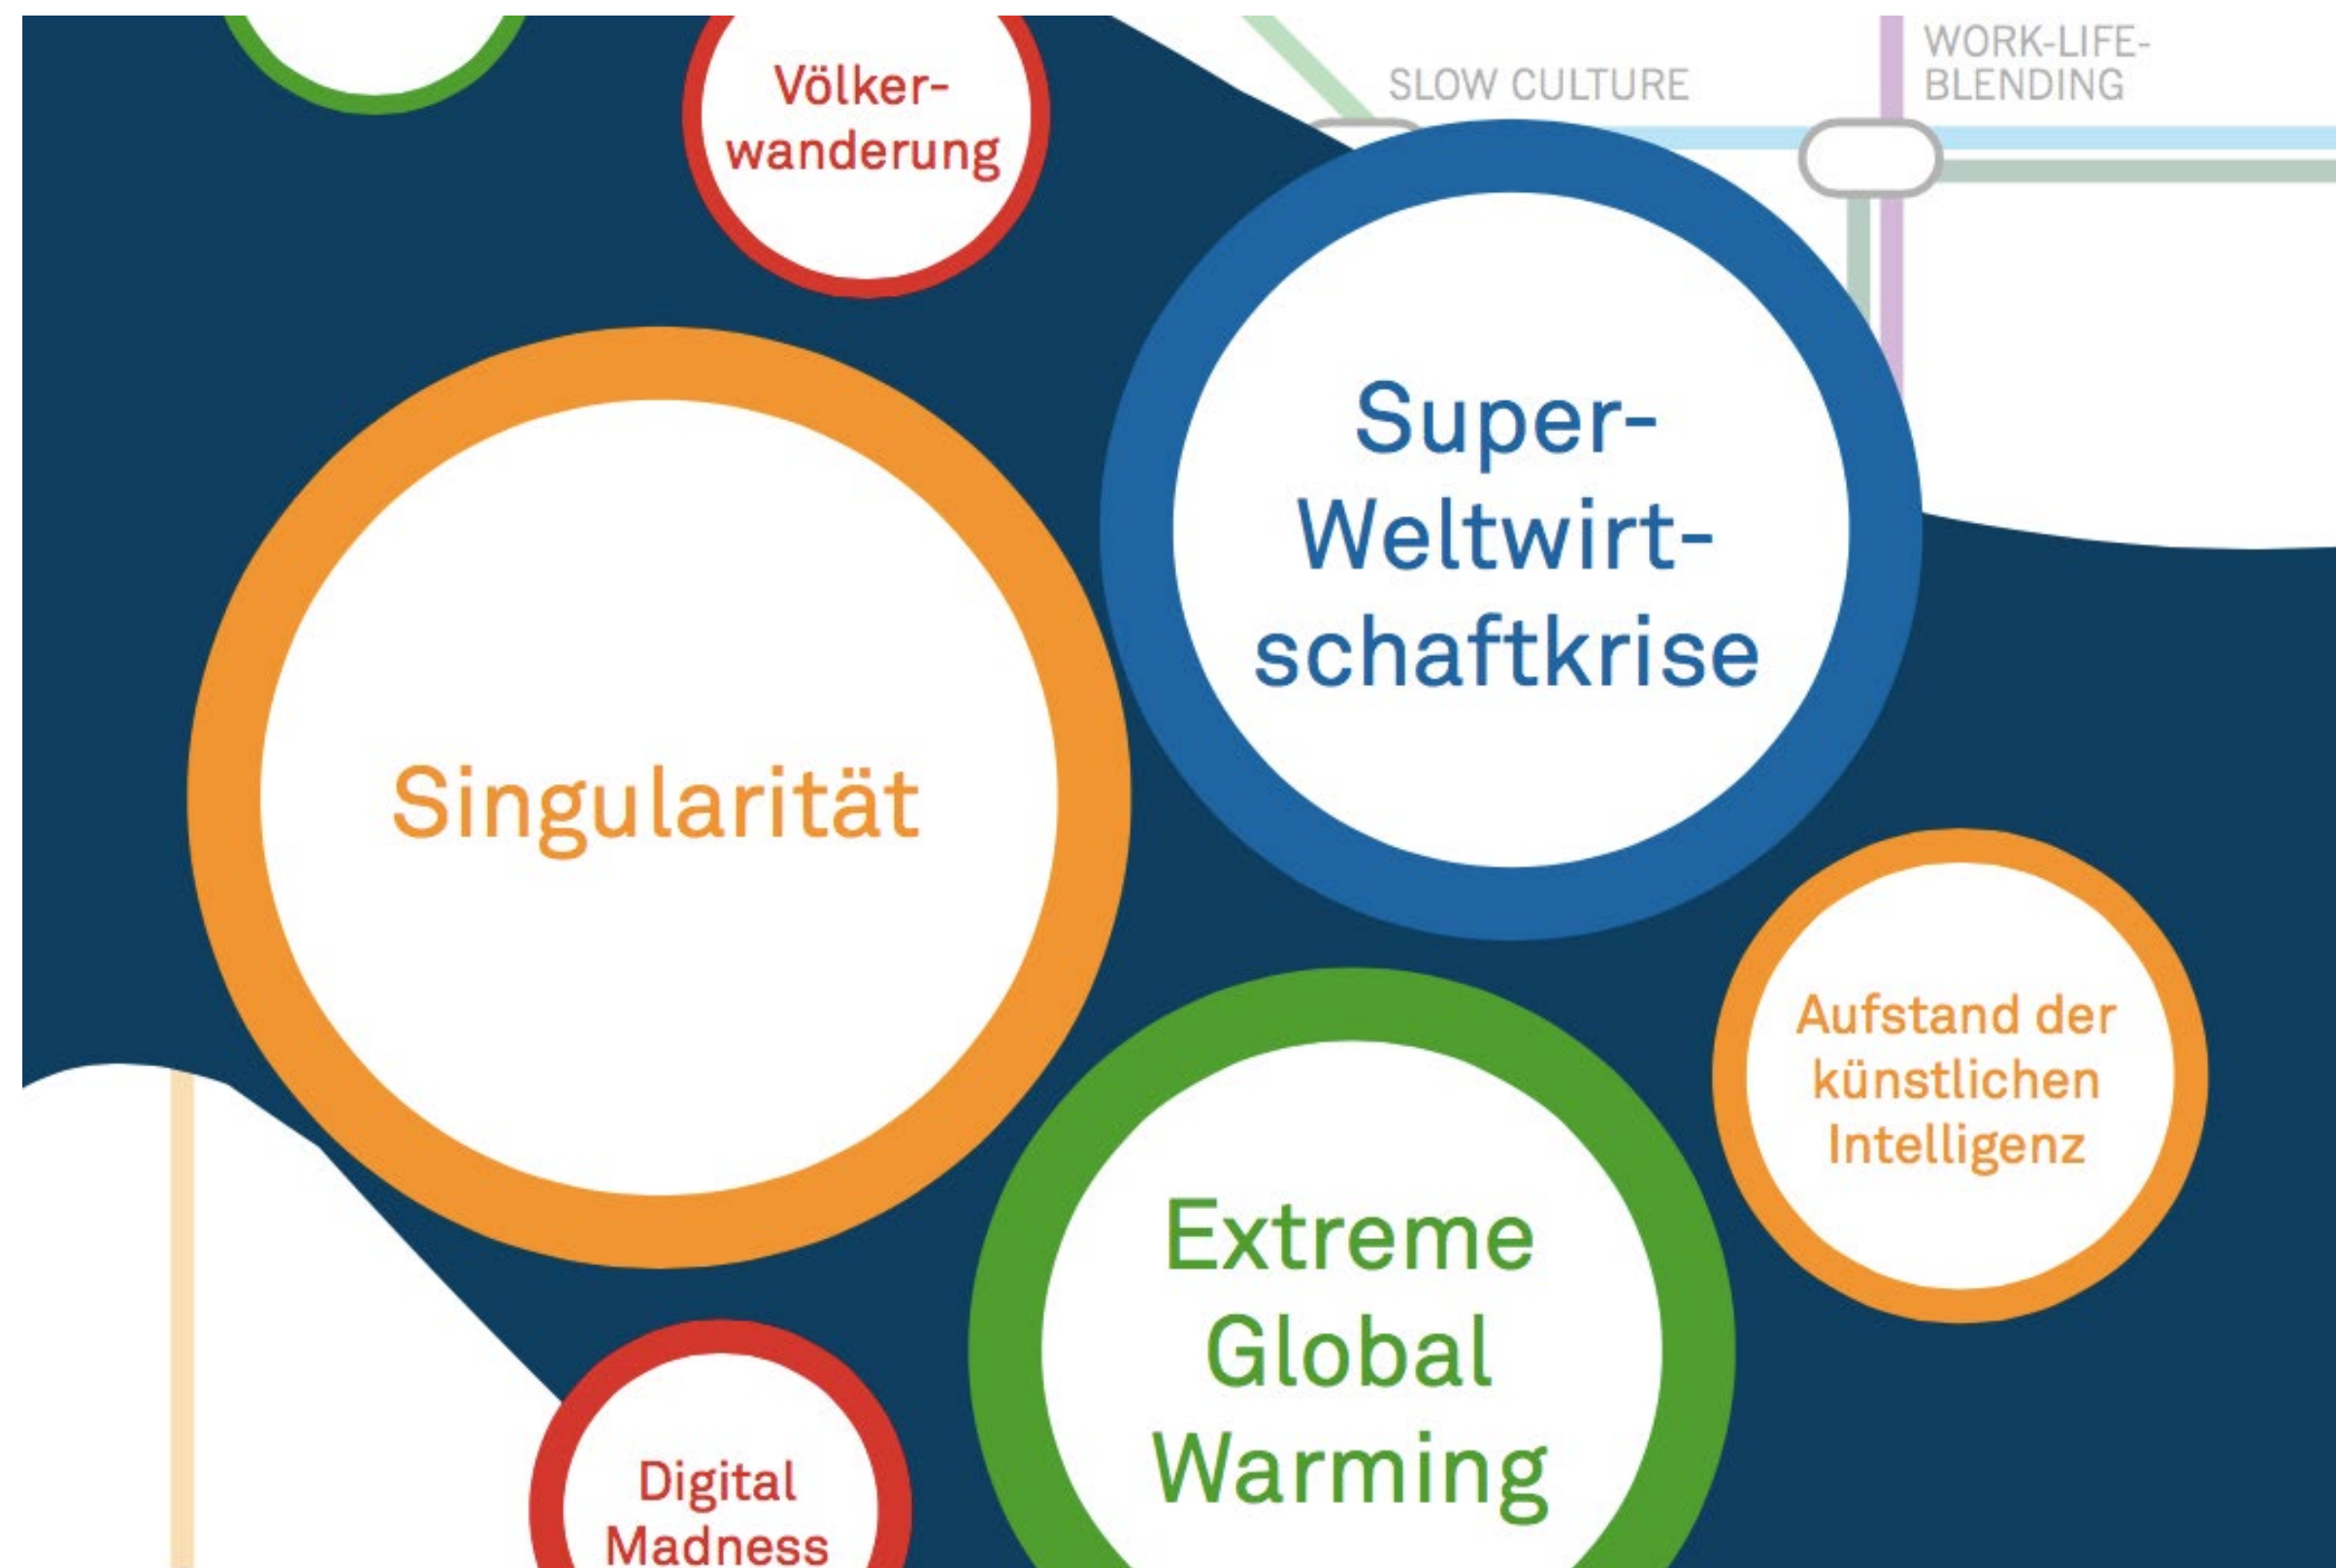 SLOW CULTURE
WORK-LIFE-
BLENDING
Völker-
wanderung
Super-
Weltwirt-
schaftkrise
Singularität
Aufstand der
künstlichen
Intelligenz
Extreme
Global
Warming
Digital
Madness